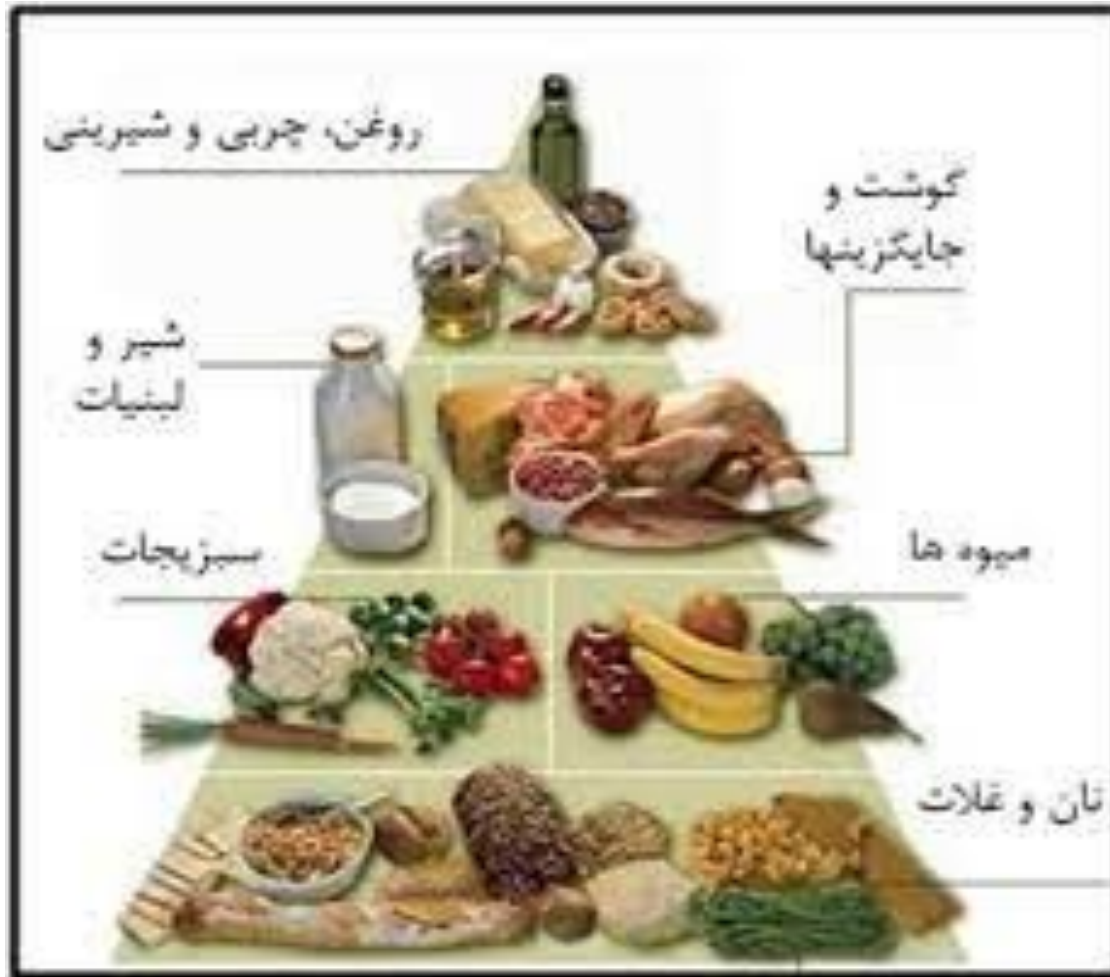 روغن، چربی و شیرینی
گوشت و
جایگزینها
شیر و
لبنیات
سبزیجات
میوه ها
نان و غلات